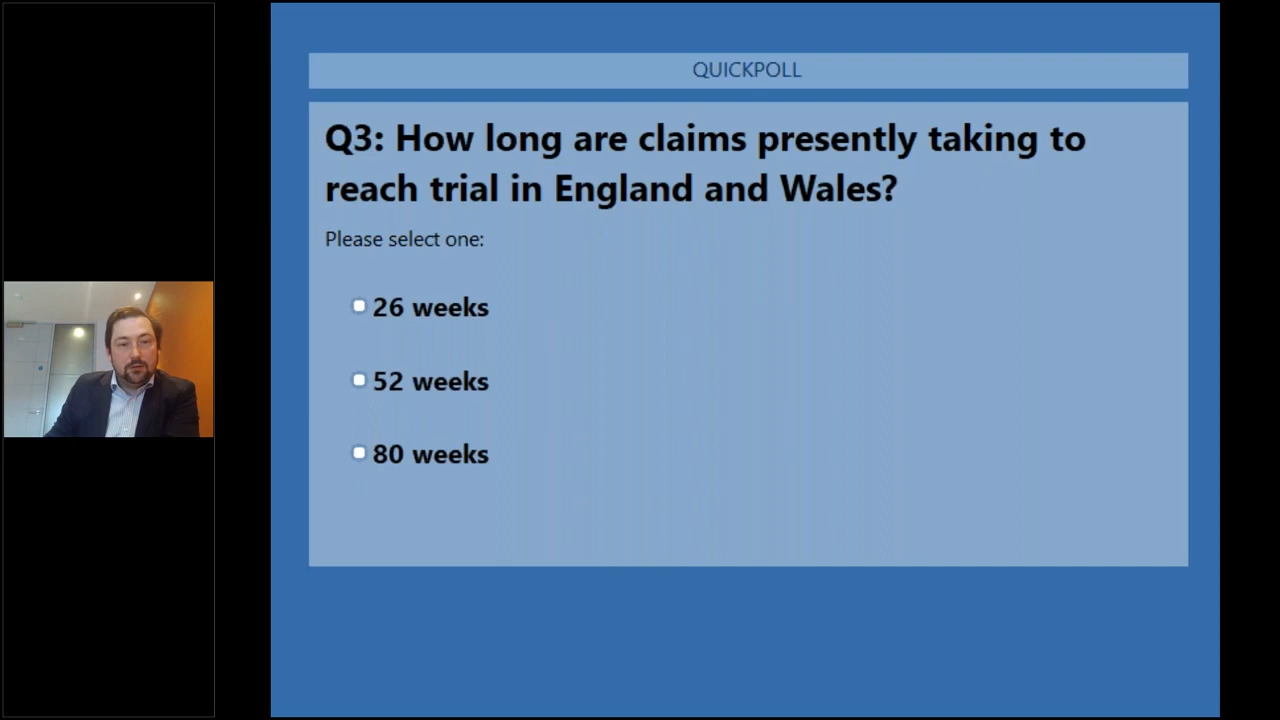 QUICKPOLL
Q3: How long are claims presently taking to
reach trial in England and Wales?
Please select one:
26 weeks
52 weeks
80 weeks